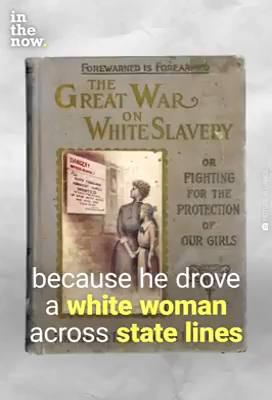 in
the
now.
FOREWARNED IS FOREARMED
THE
GREAT WAR
ON
WHITE SLAVERY
OR
FIGHTING
FOR THE
PROTECTION
OF
OUR GIRLS
DANGER!
because he drove
a white woman
across state lines